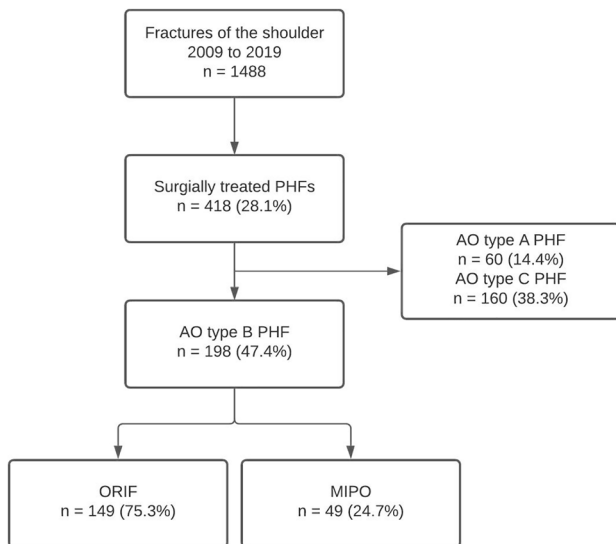 Fractures of the shoulder
2009 to 2019
n = 1488
Surgially treated PHFs
n = 418 (28.1%)
AO type A PHF
n = 60 (14.4%)
AO type C PHF
n = 160 (38.3%)
AO type B PHF
n = 198 (47.4%)
ORIF
n = 149 (75.3%)
MIPO
n = 49 (24.7%)